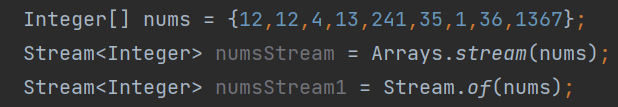 Integer[] nums = {12,12,4,13,241,35,1,36,1367};
Stream<Integer> numsStream = Arrays.stream(nums);
Stream<Integer> numsStream1 = Stream.of(nums);